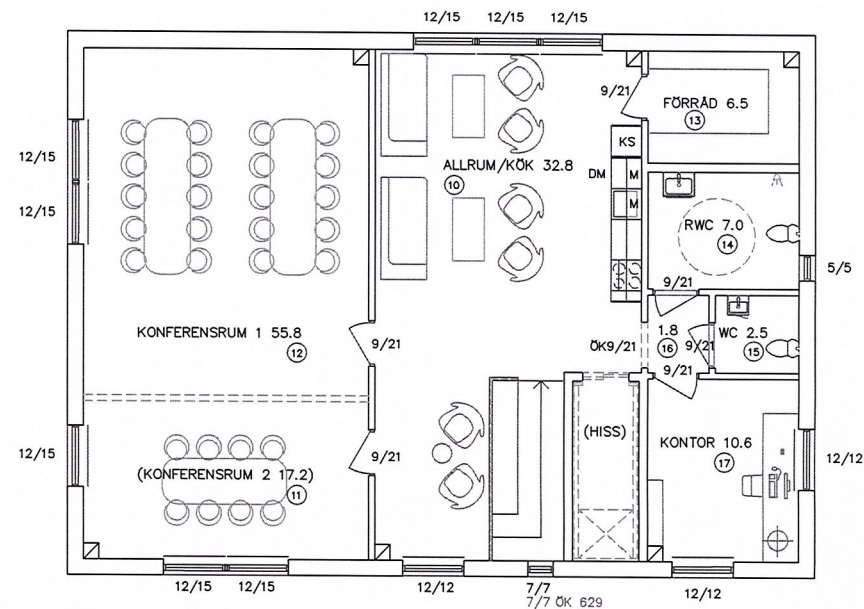 12/15 12/15 12/15
9/21
FÖRRÅD 6.5
13
KS
12/15
ALLRUM/KÖK 32.8
10
DM M
M
12/15
RWC 7.0
14
5/5
9/21
KONFERENSRUM 1 55.8
12
9/21
ÖK9/21
1.8
16
9/21
WC 2.5
15
9/21
(HISS)
KONTOR 10.6
17
12/15
9/21
12/12
(KONFERENSRUM 2 17.2)
11
12/15 12/15
12/12
7/7
7/7 ÖK 629
12/12